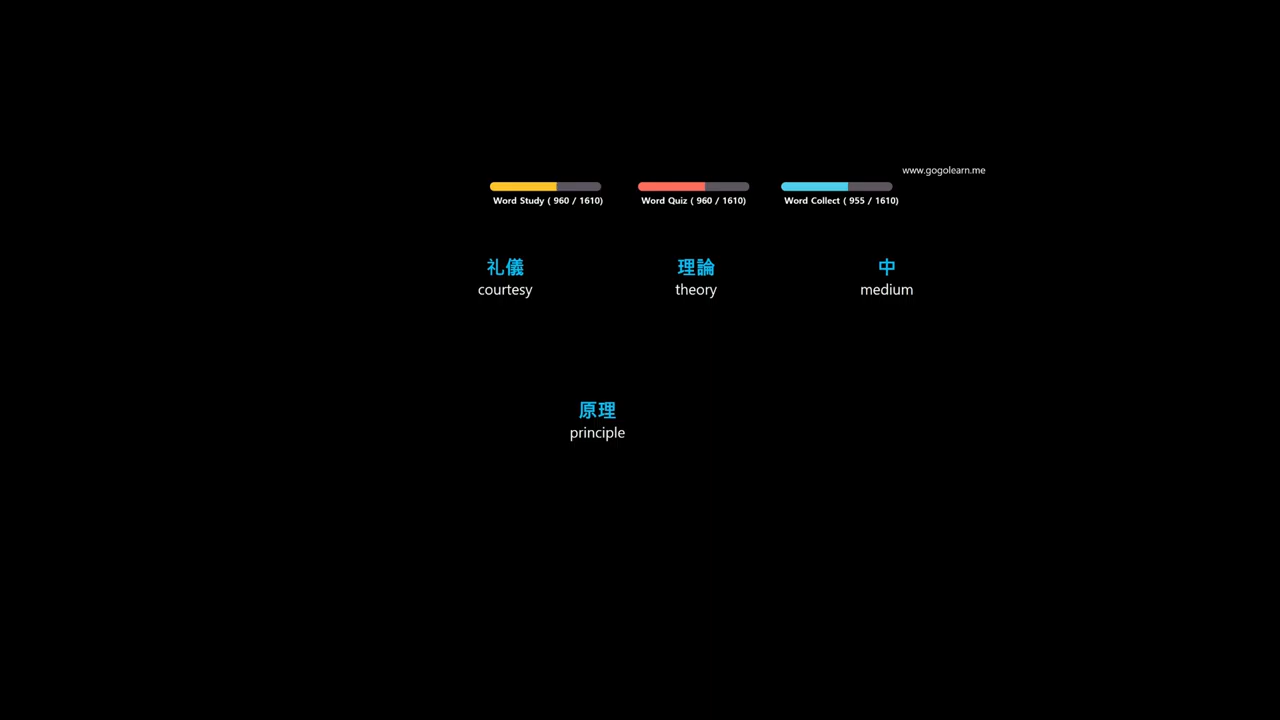 www.gogolearn.me
Word Study ( 960 / 1610)
Word Quiz ( 960 / 1610)
Word Collect ( 955 / 1610)
礼儀
courtesy
理論
theory
中
medium
原理
principle